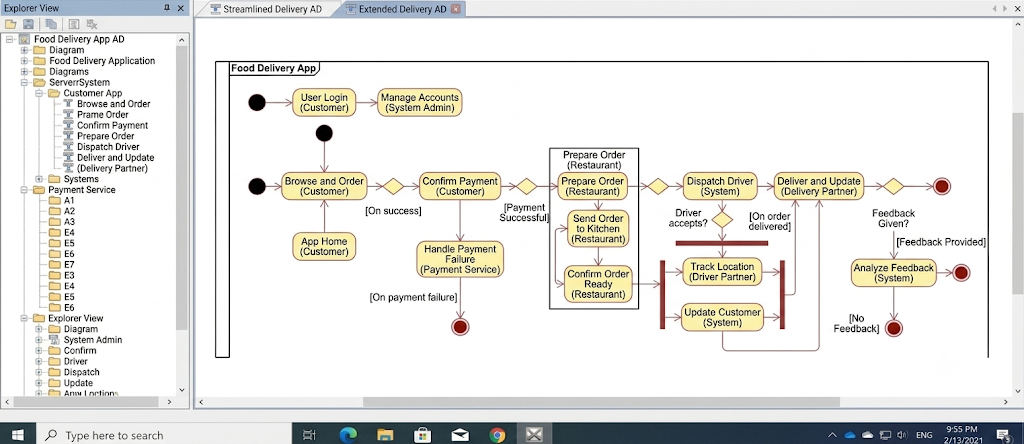 Explorer View
Streamlined Delivery AD
Extended Delivery AD
Food Delivery App AD
Diagram
Food Delivery Application
Diagrams
ServerrSystem
Customer App
Browse and Order
Prame Order
Confirm Payment
Prepare Order
Dispatch Driver
Deliver and Update
(Delivery Partner)
Systems
Payment Service
A1
A2
A3
E4
E5
E6
E7
E3
E4
E5
E6
Explorer View
Diagram
System Admin
Confirm
Driver
Dispatch
Update
Food Delivery App
User Login
(Customer)
Manage Accounts
(System Admin)
Browse and Order
(Customer)
[On success]
App Home
(Customer)
Confirm Payment
(Customer)
[Payment
Successful]
Handle Payment
Failure
(Payment Service)
[On payment failure]
Prepare Order
(Restaurant)
Prepare Order
(Restaurant)
Send Order
to Kitchen
(Restaurant)
Confirm Order
Ready
(Restaurant)
Dispatch Driver
(System)
Driver
accepts?
[On order
delivered]
Track Location
(Driver Partner)
Update Customer
(System)
Deliver and Update
(Delivery Partner)
Feedback
Given?
[Feedback Provided]
Analyze Feedback
(System)
[No
Feedback]
Type here to search
ENG
9:55 PM
2/13/2021